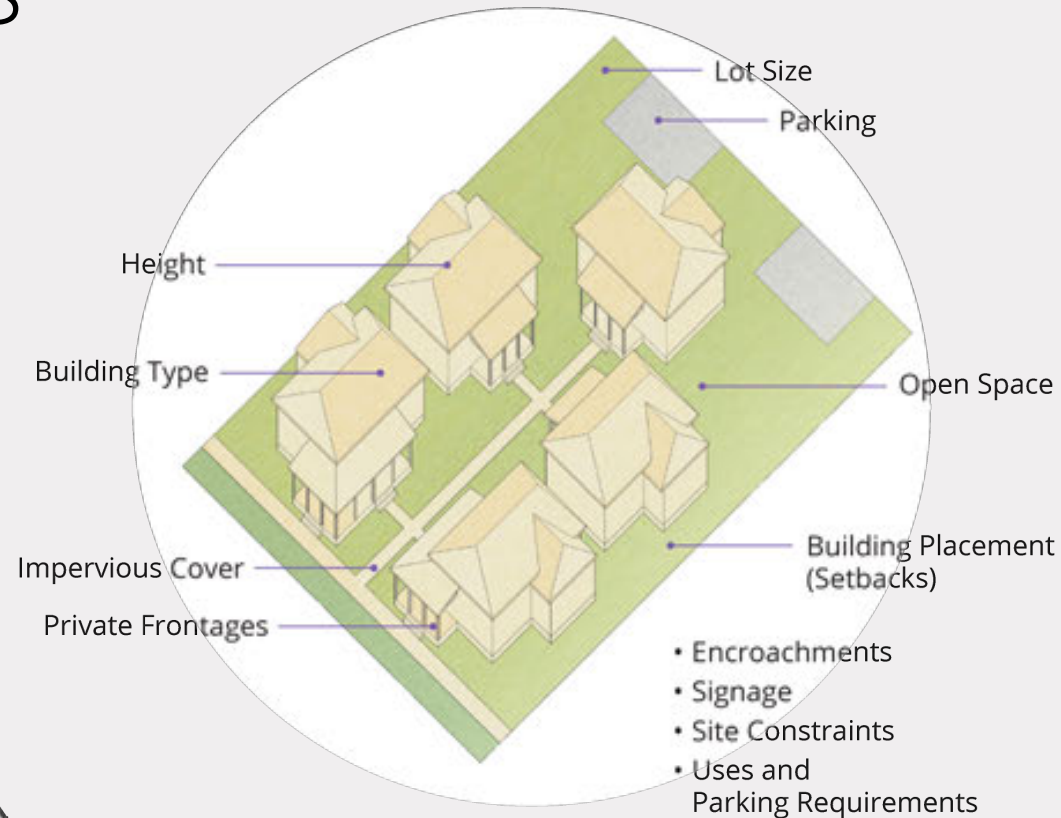 Lot Size
Parking
Height
Building Type
Open Space
Building Placement
(Setbacks)
Impervious Cover
Private Frontages
• Encroachments
• Signage
• Site Constraints
• Uses and
Parking Requirements